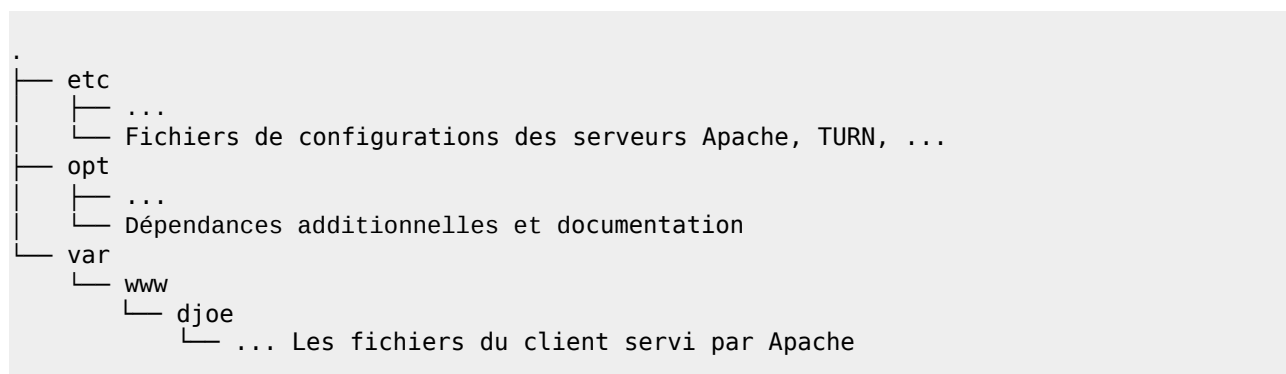 .
├── etc
│   ├── ...
│   └── Fichiers de configurations des serveurs Apache, TURN, ...
├── opt
│   ├── ...
│   └── Dépendances additionnelles et documentation
└── var
    └── www
        └── djoe
            └── ... Les fichiers du client servi par Apache